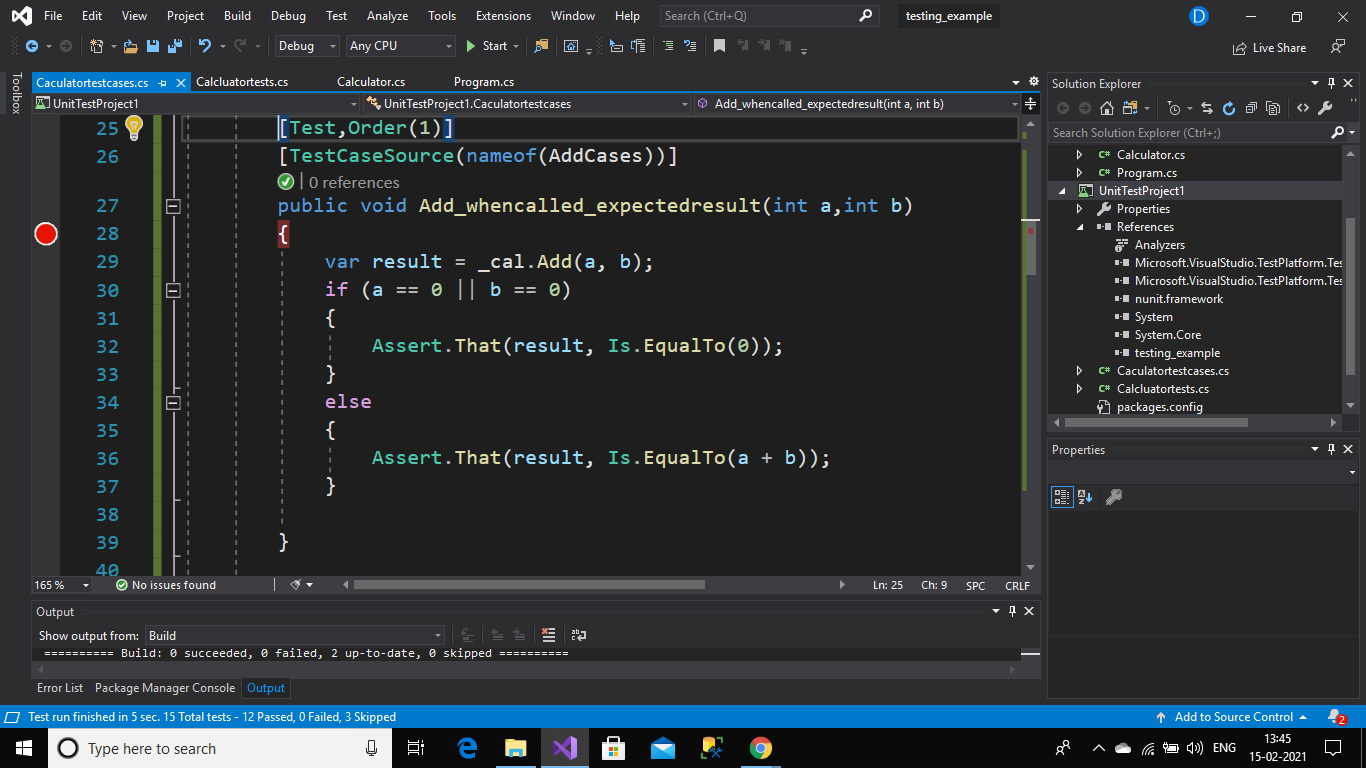 File Edit View Project Build Debug Test Analyze Tools Extensions Window Help Search (Ctrl+Q) testing_example D
Debug Any CPU Start Live Share
Toolbox
Caculatortestcases.cs Calcluatortests.cs Calculator.cs Program.cs
UnitTestProject1 UnitTestProject1.Caculatortestcases Add_whencalled_expectedresult(int a, int b)
25 [Test,Order(1)]
26 [TestCaseSource(nameof(AddCases))]
0 references
27 public void Add_whencalled_expectedresult(int a,int b)
28 {
29 var result = _cal.Add(a, b);
30 if (a == 0 || b == 0)
31 {
32 Assert.That(result, Is.EqualTo(0));
33 }
34 else
35 {
36 Assert.That(result, Is.EqualTo(a + b));
37 }
38
39 }
40
165 % No issues found Ln: 25 Ch: 9 SPC CRLF
Output
Show output from: Build
========== Build: 0 succeeded, 0 failed, 2 up-to-date, 0 skipped ==========
Error List Package Manager Console Output
Solution Explorer
Search Solution Explorer (Ctrl+;)
C# Calculator.cs
C# Program.cs
UnitTestProject1
Properties
References
Analyzers
Microsoft.VisualStudio.TestPlatform.Te
Microsoft.VisualStudio.TestPlatform.Te
nunit.framework
System
System.Core
testing_example
C# Caculatortestcases.cs
C# Calcluatortests.cs
packages.config
Properties
Test run finished in 5 sec. 15 Total tests - 12 Passed, 0 Failed, 3 Skipped Add to Source Control 2
Type here to search ENG 13:45
15-02-2021